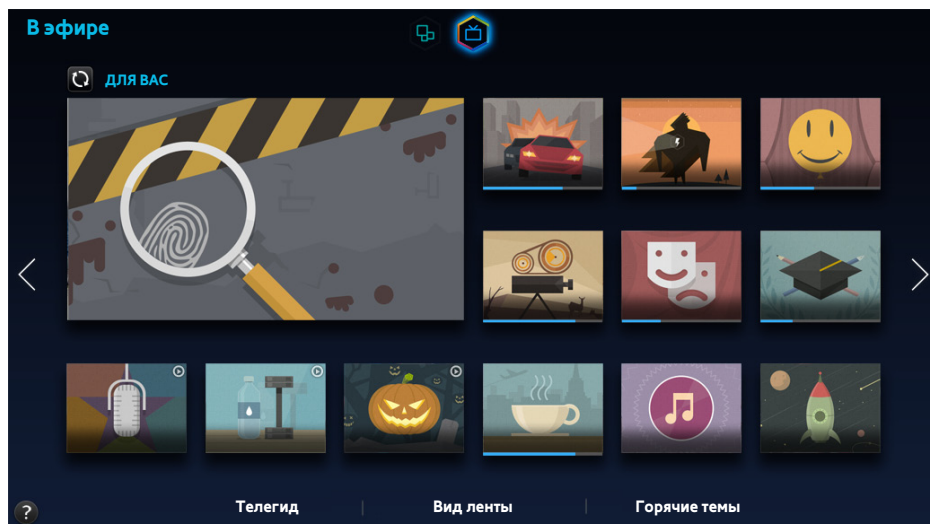 В эфире
ДЛЯ ВАС
?
Телегид
Вид ленты
Горячие темы